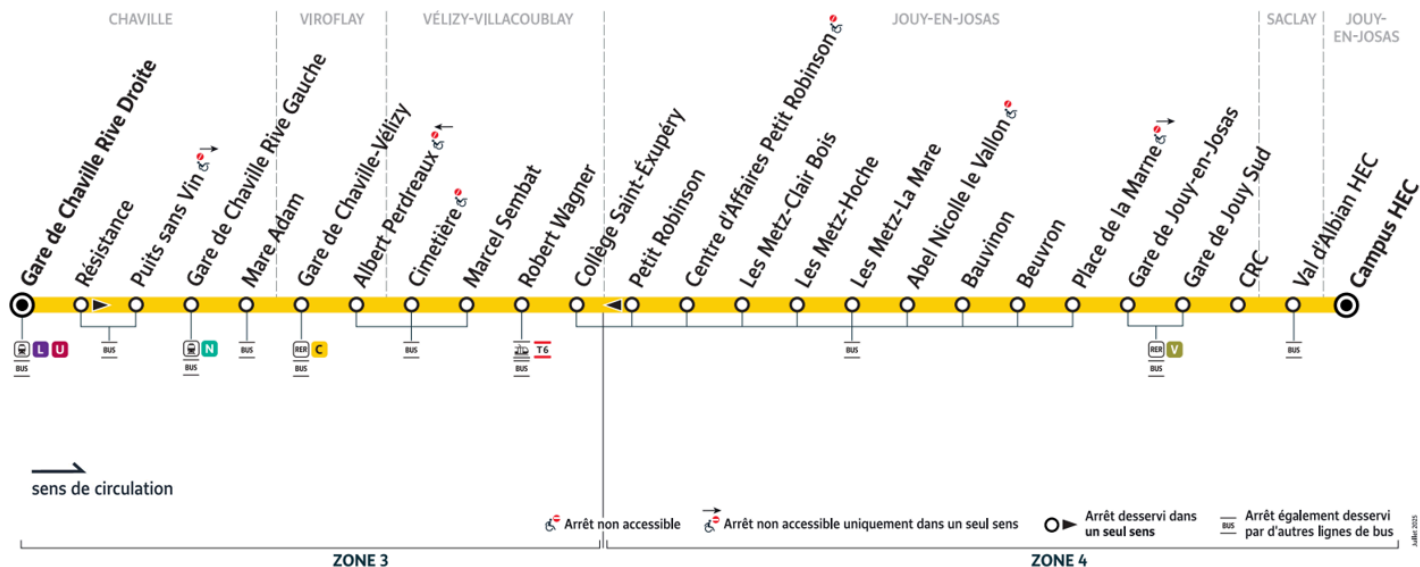 CHAVILLE
VIROFLAY
VÉLIZY-VILLACOUBLAY
JOUY-EN-JOSAS
SACLAY
JOUY-
EN-JOSAS
Gare de Chaville Rive Droite
Résistance
Puits sans Vin
Gare de Chaville Rive Gauche
Mare Adam
Gare de Chaville-Vélizy
Albert Perdreaux
Cimetière
Marcel Sembat
Robert Wagner
Collège Saint-Éxupéry
Petit Robinson
Centre d'Affaires Petit Robinson
Les Metz-Clair Bois
Les Metz-Hoche
Les Metz-La Mare
Abel Nicolle le Vallon
Bauvinon
Beuvron
Place de la Marne
Gare de Jouy-en-Josas
Gare de Jouy Sud
CRC
Val d'Albian HEC
Campus HEC
L U
BUS
BUS
N
BUS
BUS
RER C
BUS
BUS
T6
BUS
BUS
RER V
BUS
BUS
sens de circulation
Arrêt non accessible
Arrêt non accessible uniquement dans un seul sens
Arrêt desservi dans
un seul sens
BUS
Arrêt également desservi
par d'autres lignes de bus
Juillet 2025
ZONE 3
ZONE 4